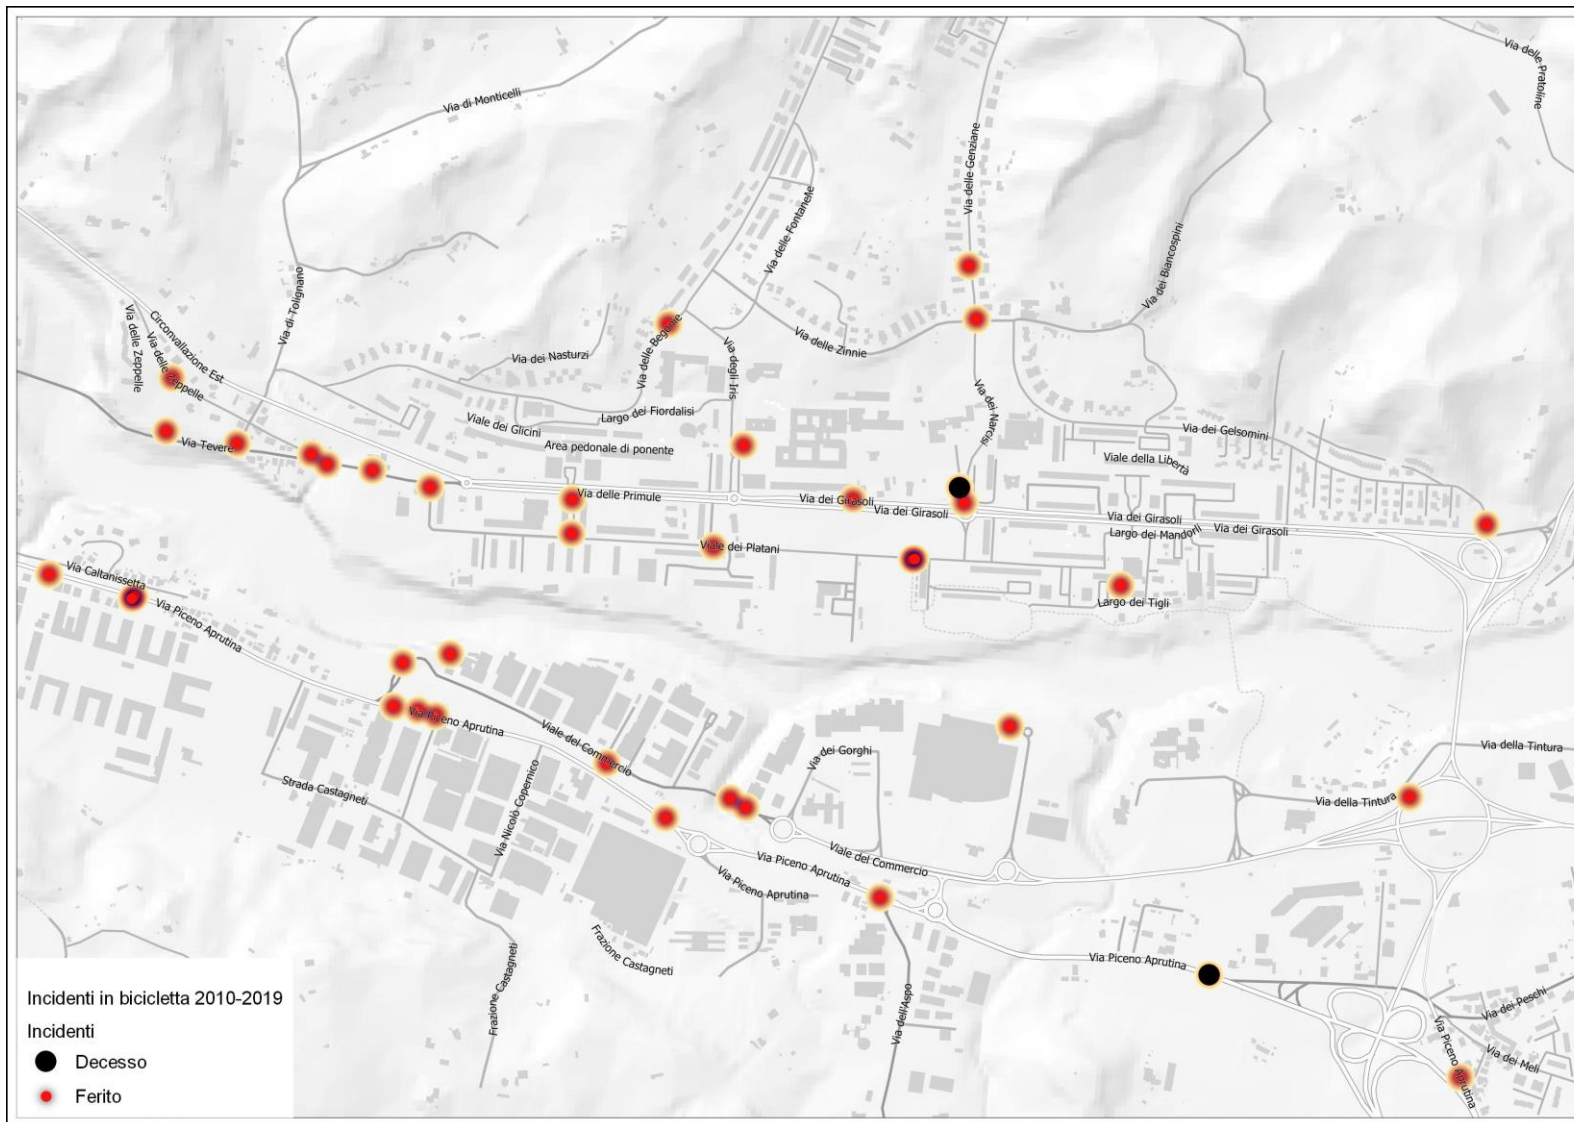 Via delle Pratoline
Via di Monticelli
Via delle Genziane
Via delle Fontanelle
Via dei Biancospini
Via di Tolignano
Circonvallazione Est
Via delle Zeppelle
Via delle Zeppelle
Via delle Begonie
Via degli Iris
Via delle Zinnie
Via dei Nasturzi
Via dei Narcisi
Largo dei Fiordalisi
Viale dei Glicini
Area pedonale di ponente
Via dei Gelsomini
Via Tevere
Viale della Libertà
Via delle Primule
Via dei Girasoli
Via dei Girasoli
Via dei Girasoli
Via dei Girasoli
Largo dei Mandorli
Viale dei Platani
Via Caltanissetta
Largo dei Tigli
Via Piceno Aprutina
Via Piceno Aprutina
Viale del Commercio
Via dei Gorghi
Via della Tintura
Strada Castagneti
Via Nicolò Copernico
Via della Tintura
Viale del Commercio
Via Piceno Aprutina
Via Piceno Aprutina
Frazione Castagneti
Frazione Castagneti
Via Piceno Aprutina
Via dell'Aspo
Via dei Peschi
Via Piceno Aprutina
Via dei Meli
Incidenti in bicicletta 2010-2019
Incidenti
Decesso
Ferito